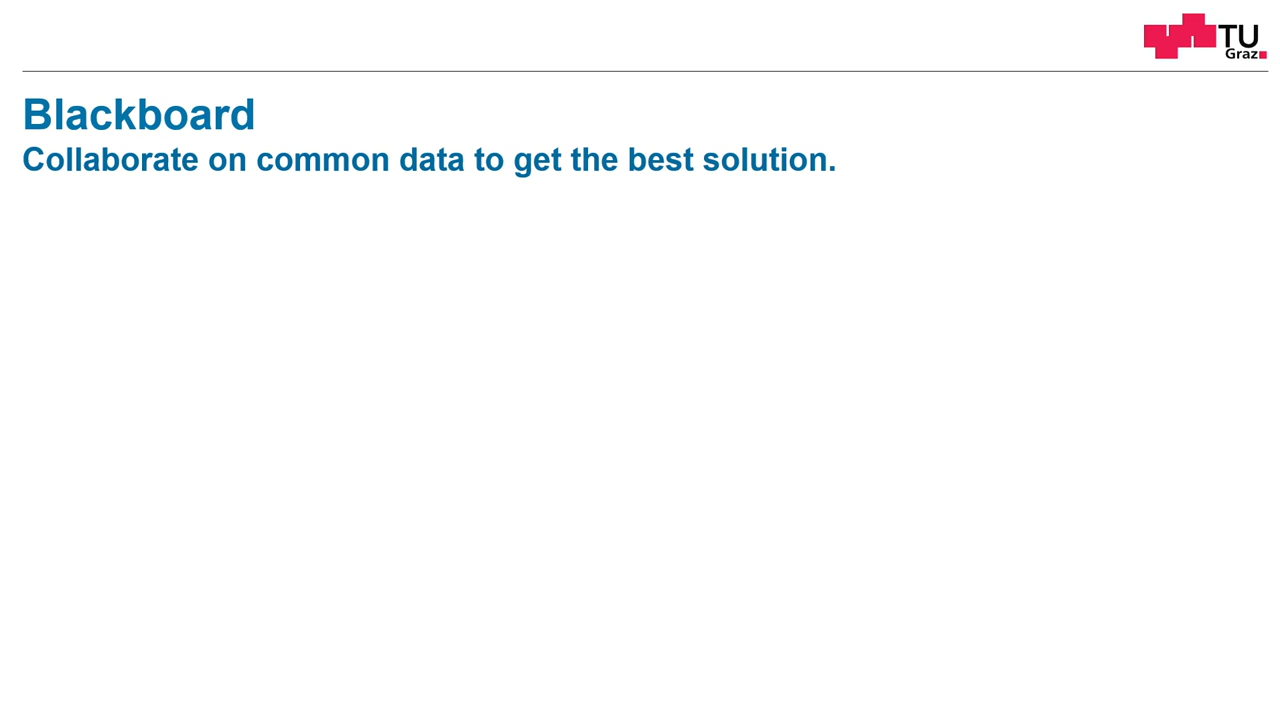 TU
Graz
Blackboard
Collaborate on common data to get the best solution.